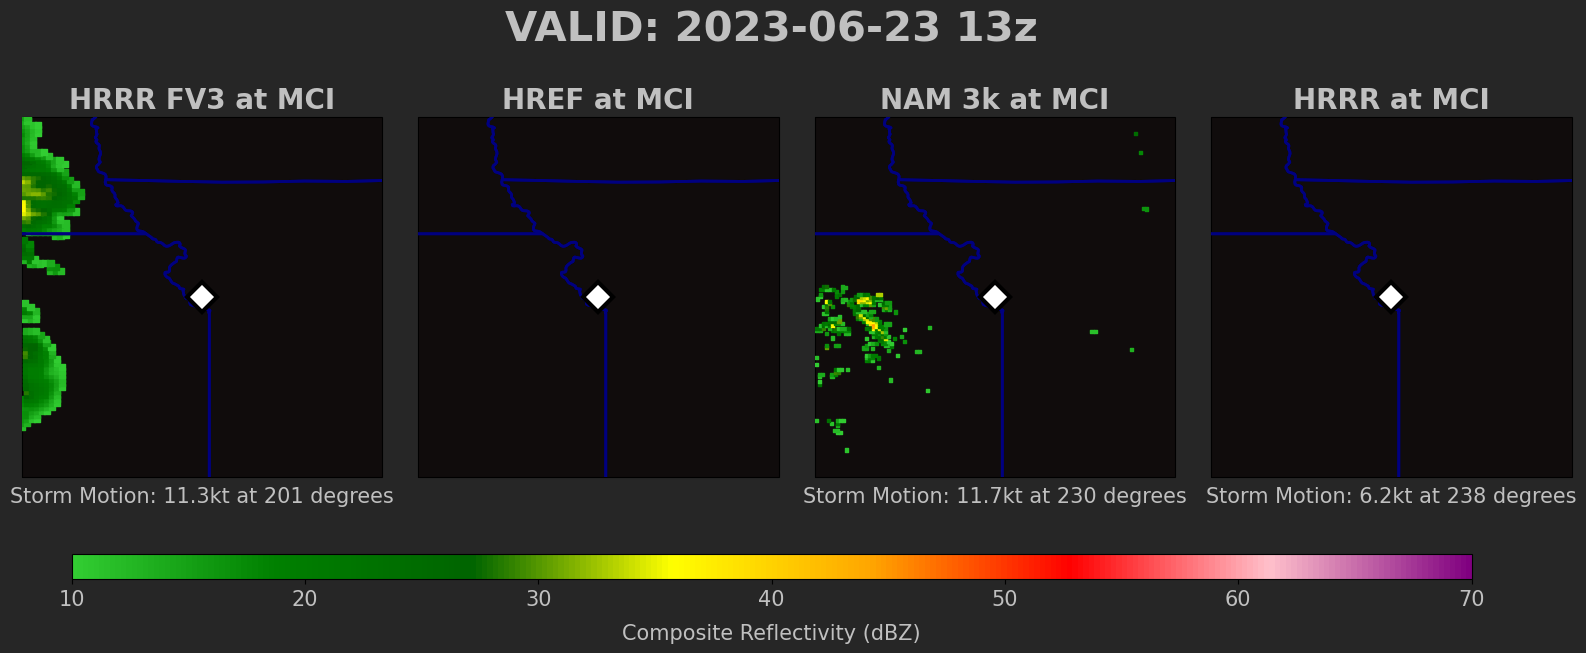 VALID: 2023-06-23 13z
HRRR FV3 at MCI
HREF at MCI
NAM 3k at MCI
HRRR at MCI
Storm Motion: 11.3kt at 201 degrees
Storm Motion: 11.7kt at 230 degrees
Storm Motion: 6.2kt at 238 degrees
10 20 30 40 50 60 70
Composite Reflectivity (dBZ)